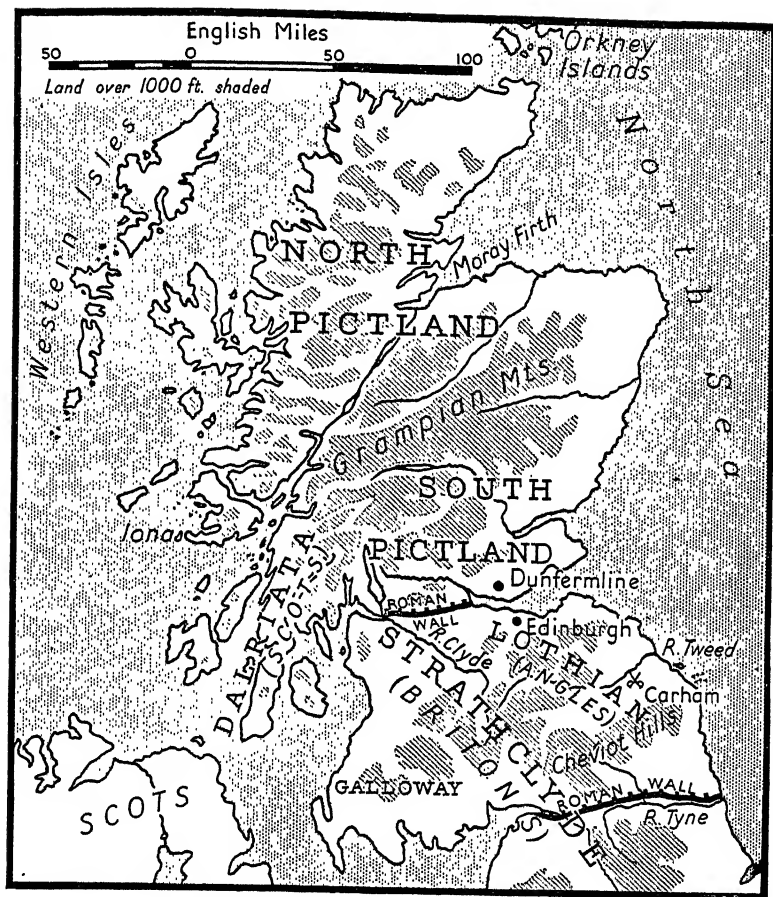 English Miles
50 0 50 100
Land over 1000 ft. shaded
Orkney
Islands
Western Isles
North Sea
NORTH
Moray Firth
PICTLAND
Grampian Mts.
SOUTH
Iona
PICTLAND
DALRIATA
(SCOTS)
Dunfermline
ROMAN
WALL
R. Clyde
Edinburgh
LOTHIAN
(ANGLES)
R. Tweed
Carham
STRATHCLYDE
(BRITONS)
Cheviot Hills
GALLOWAY
SCOTS
ROMAN WALL
R. Tyne